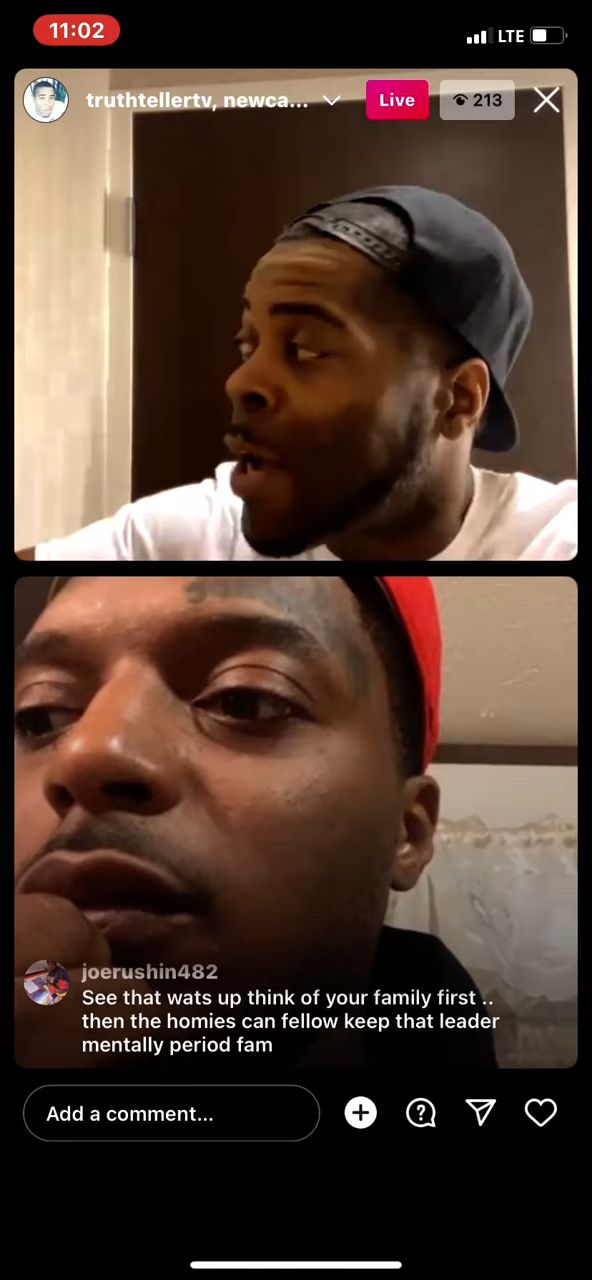 11:02
LTE
truthtellertv, newca...
Live
213
joerushin482
See that wats up think of your family first ..
then the homies can fellow keep that leader
mentally period fam
Add a comment...